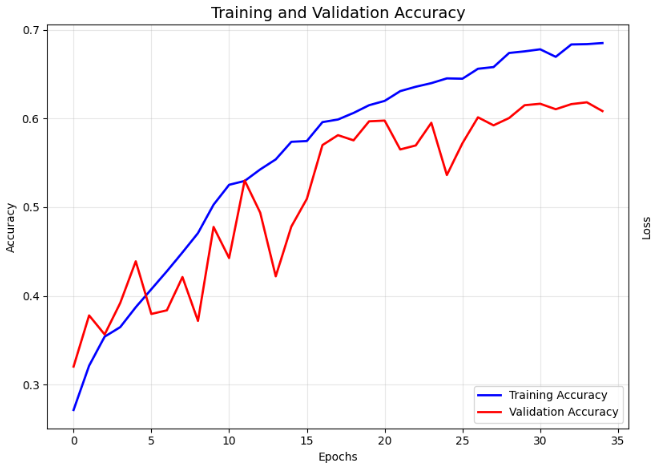 Training and Validation Accuracy
0.7
0.6
0.5
0.4
0.3
Accuracy
Loss
Training Accuracy
Validation Accuracy
0 5 10 15 20 25 30 35
Epochs